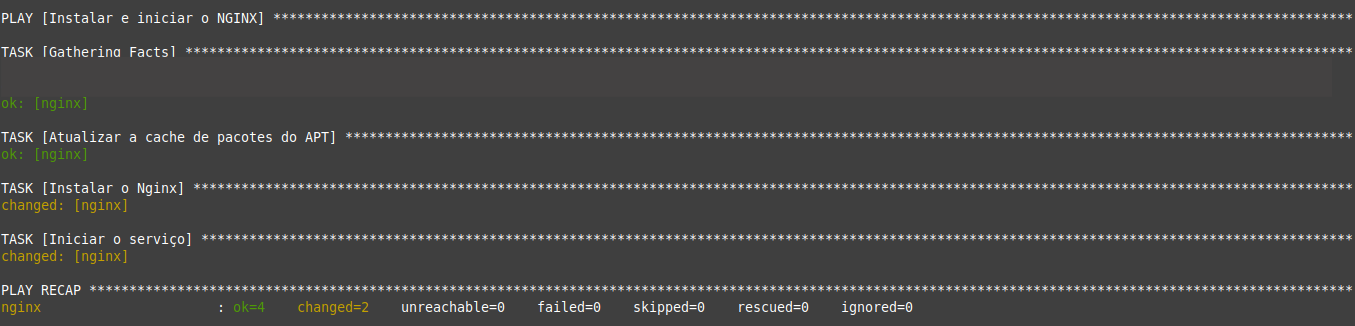 PLAY [Instalar e iniciar o NGINX] ***************************************************************************************************************************************
TASK [Gathering Facts] **************************************************************************************************************************************************
ok: [nginx]
TASK [Atualizar a cache de pacotes do APT] ******************************************************************************************************************************
ok: [nginx]
TASK [Instalar o Nginx] *************************************************************************************************************************************************
changed: [nginx]
TASK [Iniciar o serviço] ************************************************************************************************************************************************
changed: [nginx]
PLAY RECAP **************************************************************************************************************************************************************
nginx                      : ok=4    changed=2    unreachable=0    failed=0    skipped=0    rescued=0    ignored=0